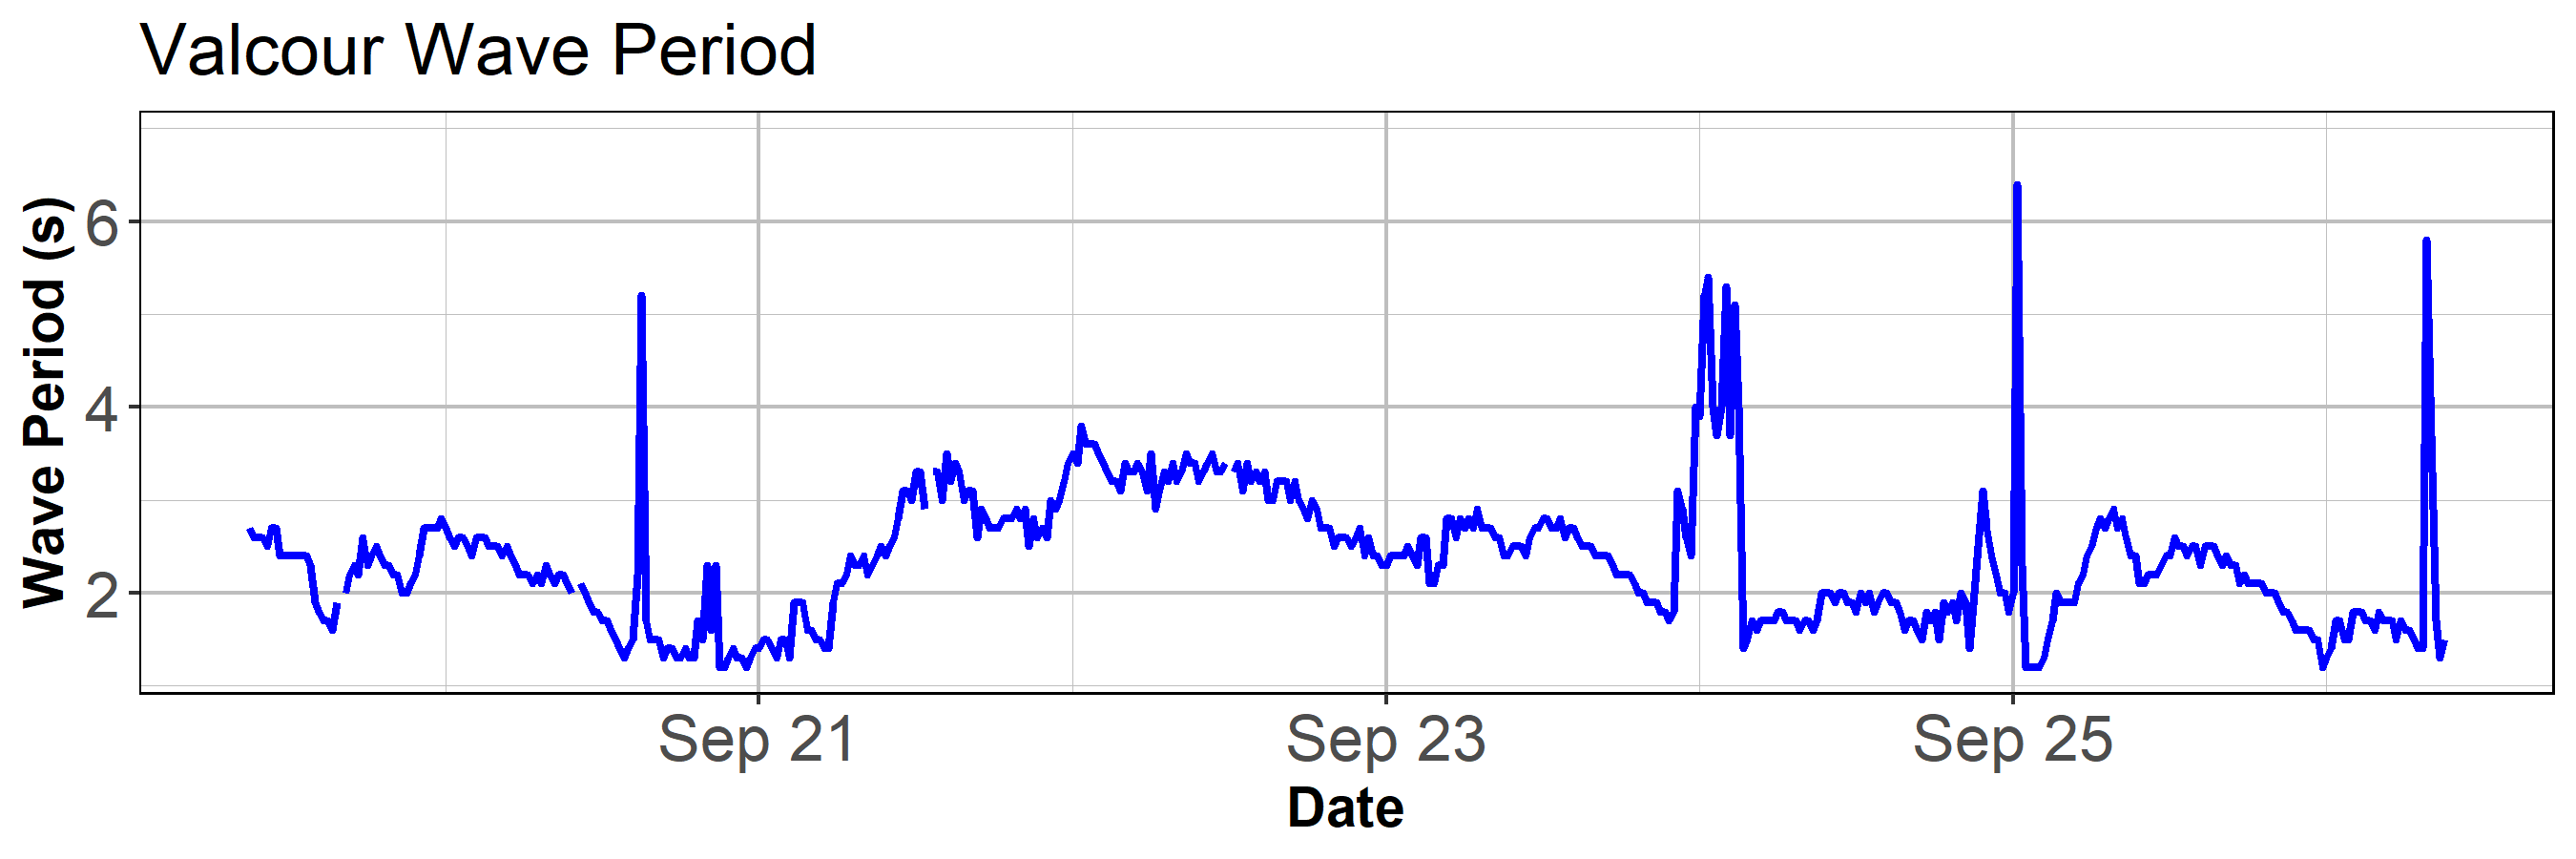 Valcour Wave Period
Wave Period (s)
6
4
2
Sep 21
Sep 23
Sep 25
Date